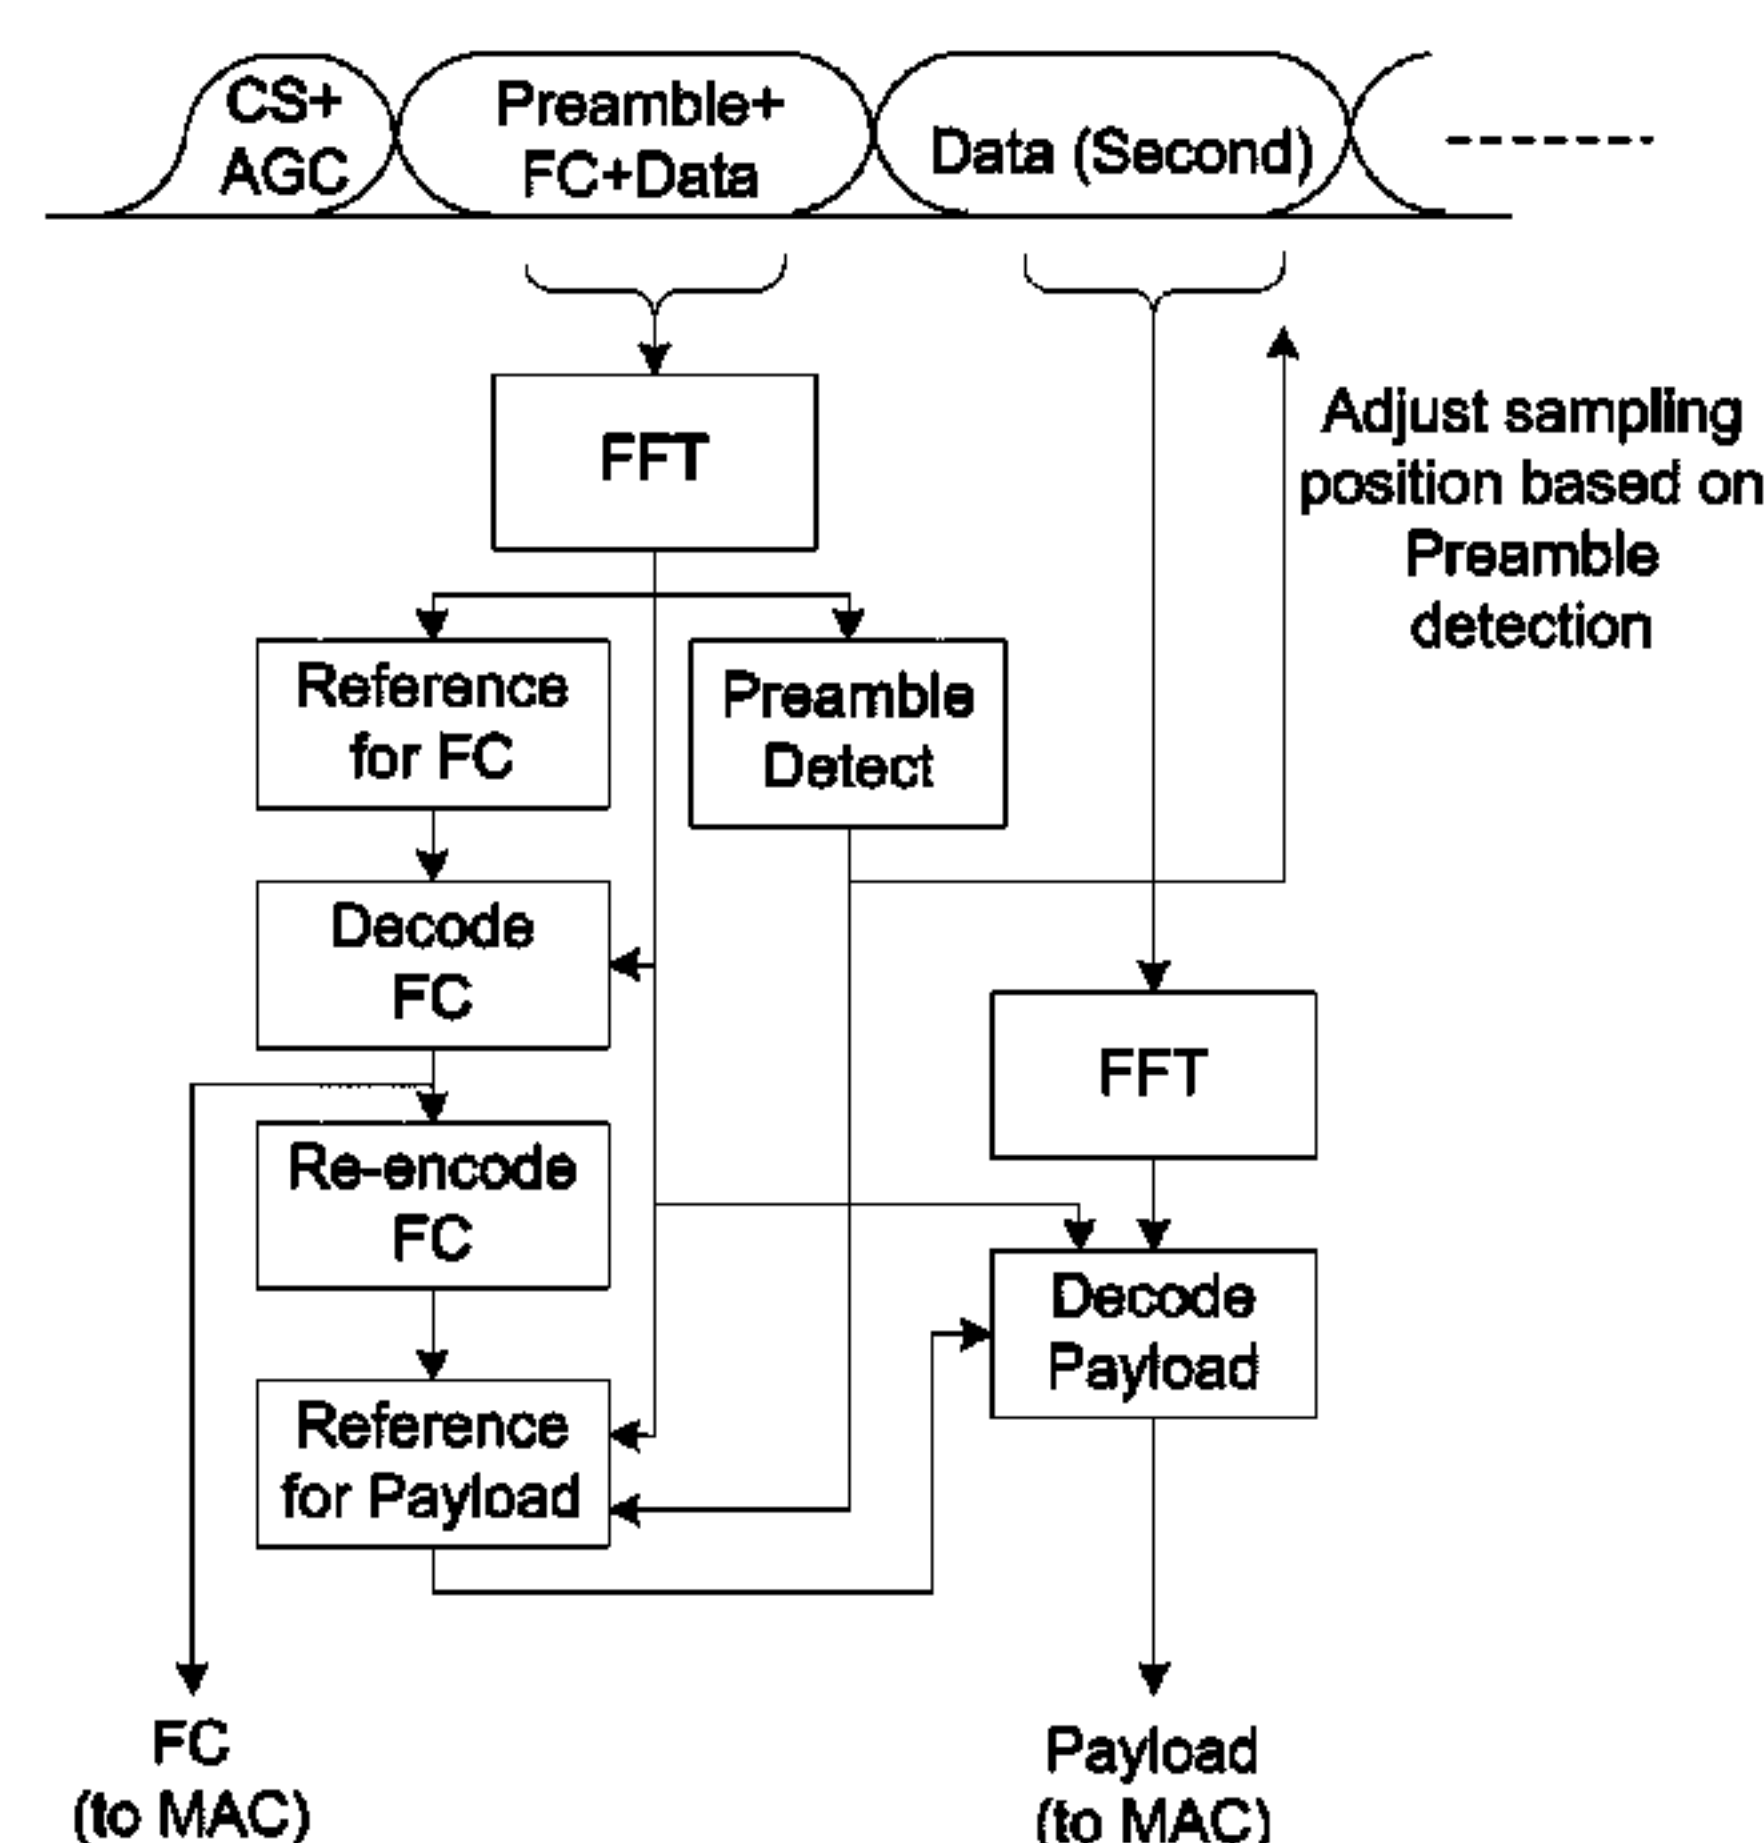 CS+
AGC
Preamble+
FC+Data
Data (Second)
FFT
Adjust sampling
position based on
Preamble
detection
Reference
for FC
Preamble
Detect
Decode
FC
FFT
Re-encode
FC
Decode
Payload
Reference
for Payload
FC
(to MAC)
Payload
(to MAC)